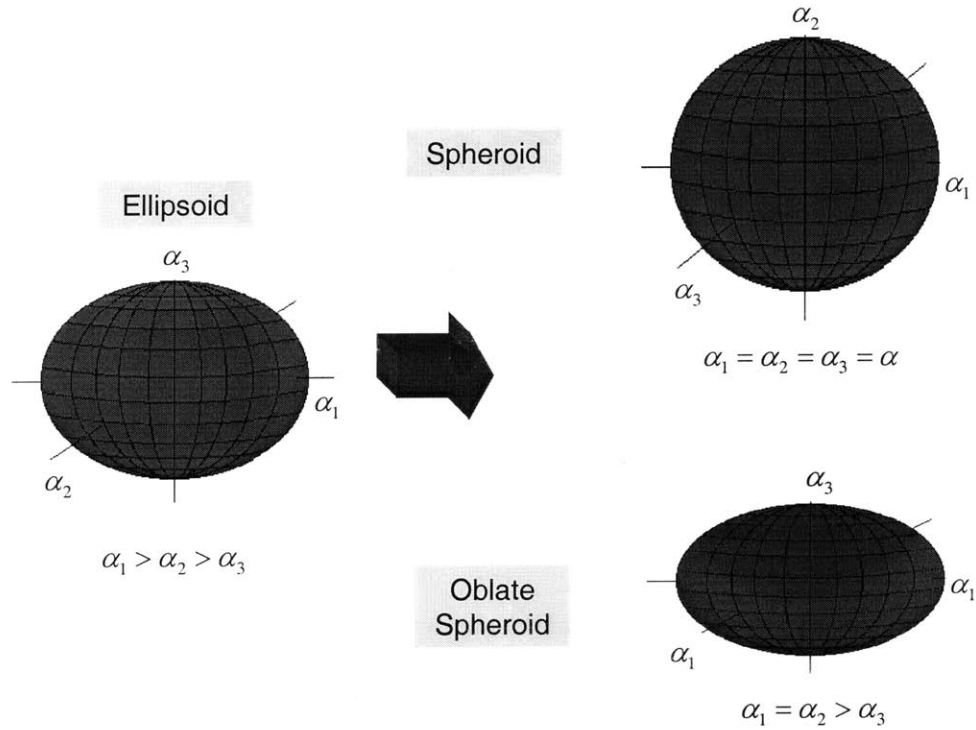 Ellipsoid
α₃
α₁
α₂
α₁ > α₂ > α₃
Spheroid
α₂
α₁
α₃
α₁ = α₂ = α₃ = α
Oblate
Spheroid
α₃
α₁
α₁
α₁ = α₂ > α₃